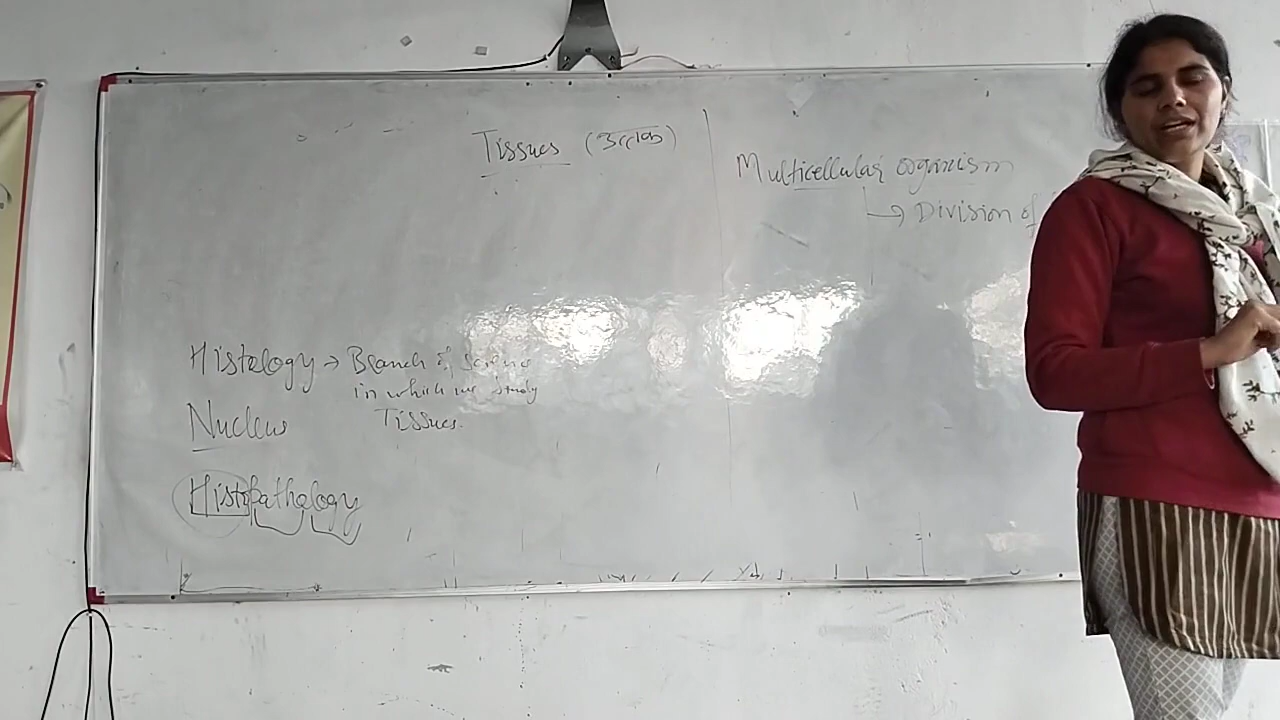 Tissues (ऊतक)
Histology → Branch of Science
in which we study
Tissues.
Nucleus
Histopathology
Multicellular organism
→ Division of